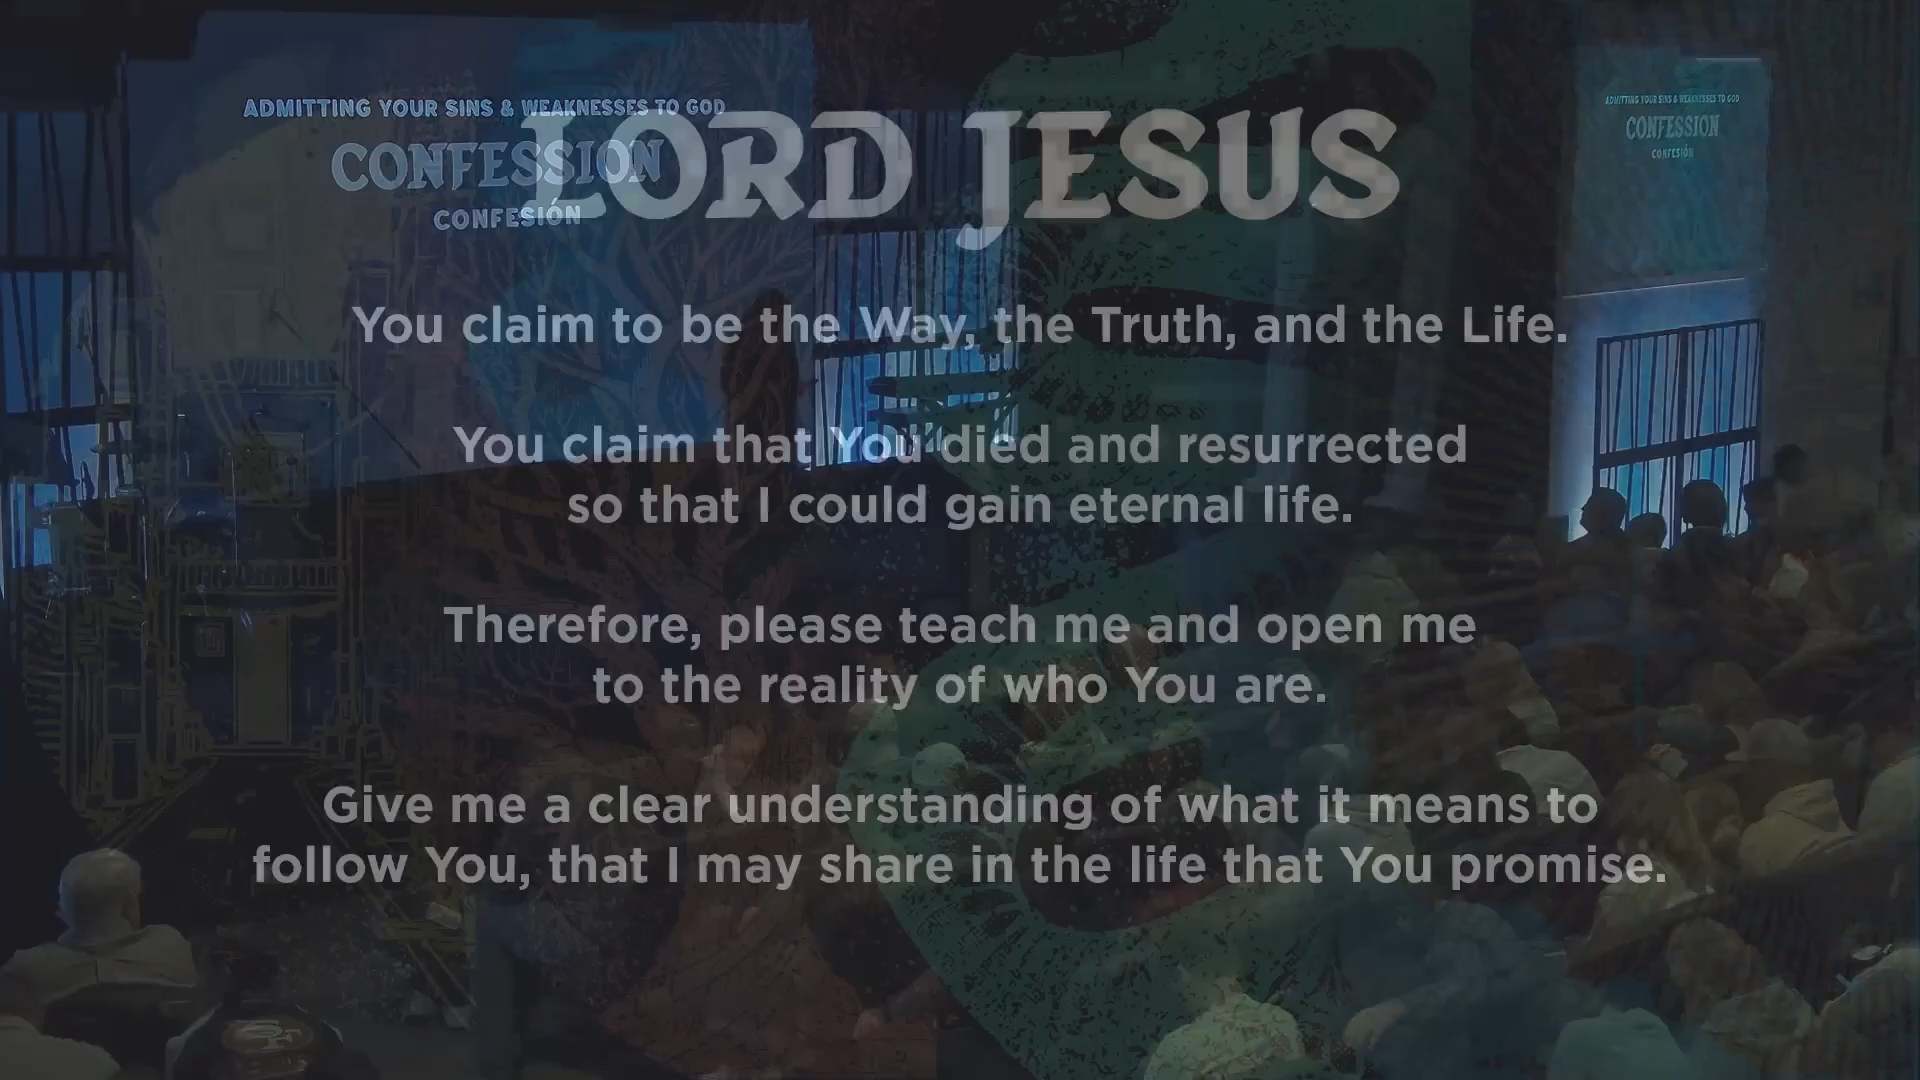 ADMITTING YOUR SINS & WEAKNESSES TO GOD
CONFESSION
CONFESIÓN
LORD JESUS
You claim to be the Way, the Truth, and the Life.
You claim that You died and resurrected
so that I could gain eternal life.
Therefore, please teach me and open me
to the reality of who You are.
Give me a clear understanding of what it means to
follow You, that I may share in the life that You promise.
ADMITTING YOUR SINS & WEAKNESSES TO GOD
CONFESSION
CONFESIÓN